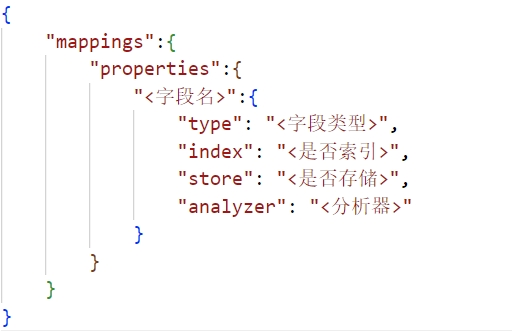 {
    "mappings":{
        "properties":{
            "<字段名>":{
                "type": "<字段类型>",
                "index": "<是否索引>",
                "store": "<是否存储>",
                "analyzer": "<分析器>"
            }
        }
    }
}